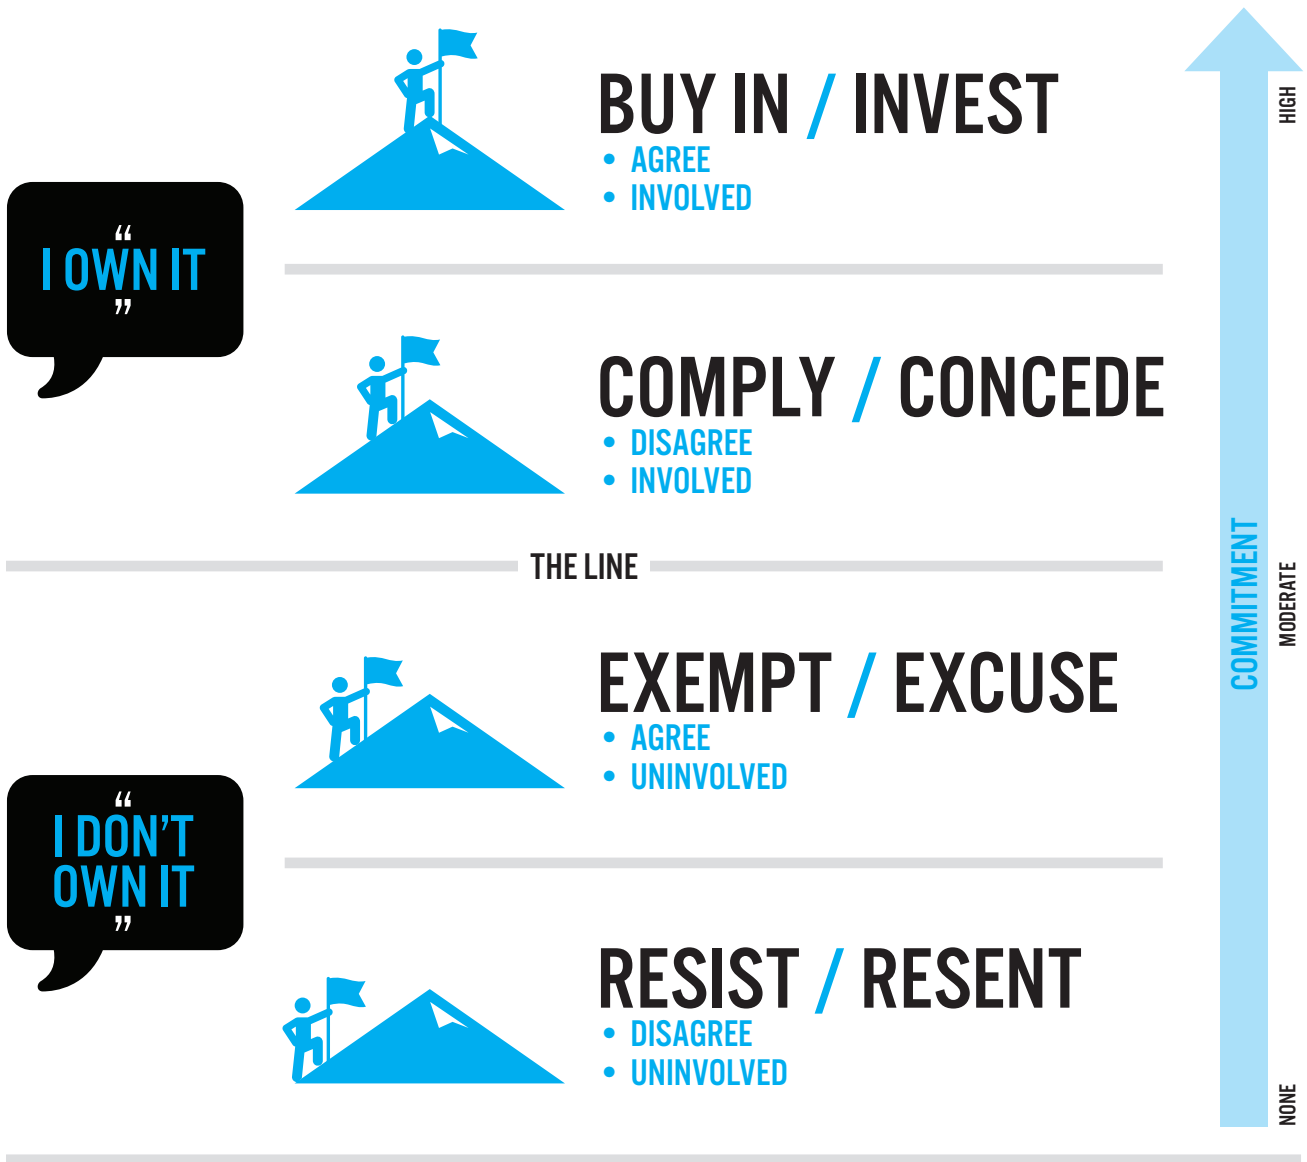 BUY IN / INVEST
• AGREE
• INVOLVED
“
I OWN IT
”
COMPLY / CONCEDE
• DISAGREE
• INVOLVED
THE LINE
EXEMPT / EXCUSE
• AGREE
• UNINVOLVED
“
I DON’T
OWN IT
”
RESIST / RESENT
• DISAGREE
• UNINVOLVED
COMMITMENT
HIGH
MODERATE
NONE